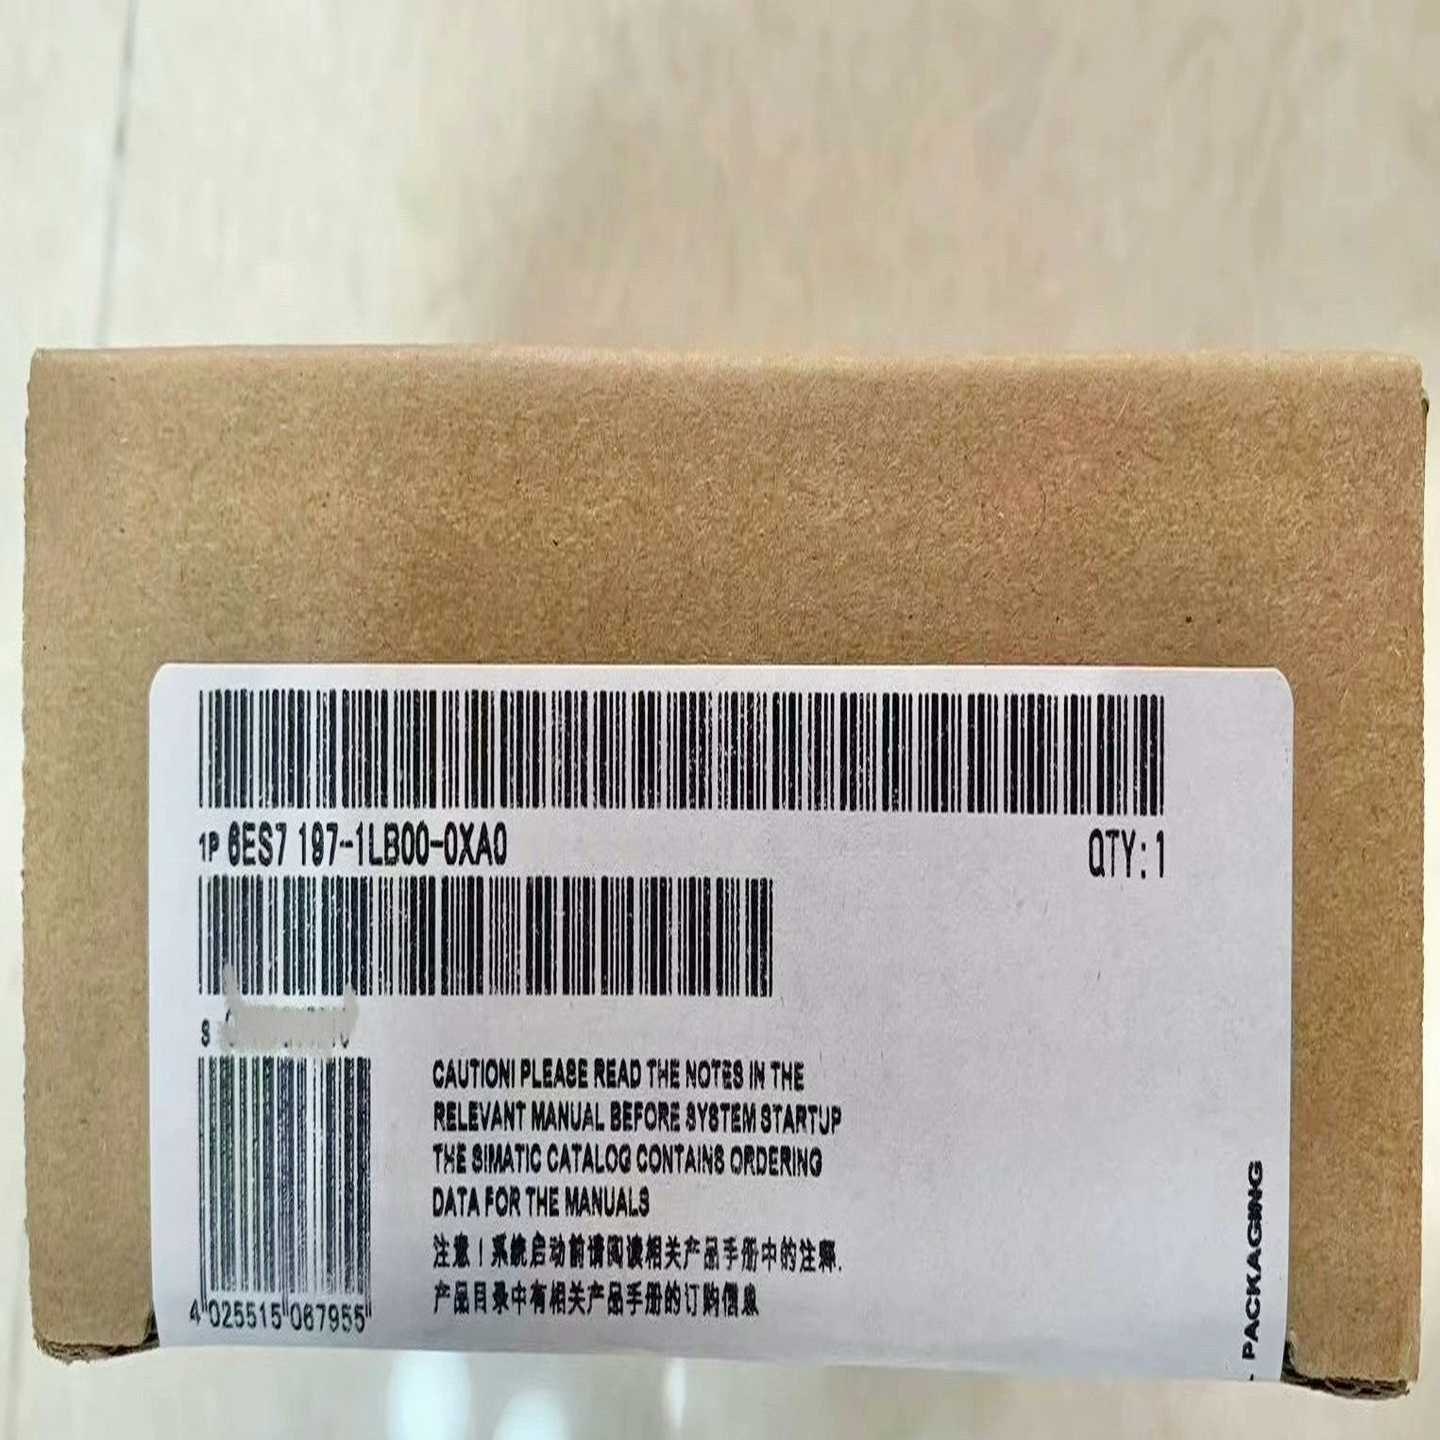 1P 6ES7 197-1LB00-0XA0
QTY:1
S
CAUTION! PLEASE READ THE NOTES IN THE
RELEVANT MANUAL BEFORE SYSTEM STARTUP
THE SIMATIC CATALOG CONTAINS ORDERING
DATA FOR THE MANUALS
注意！系统启动前请阅读相关产品手册中的注释.
产品目录中有相关产品手册的订购信息
4 025515 067955
PACKAGING